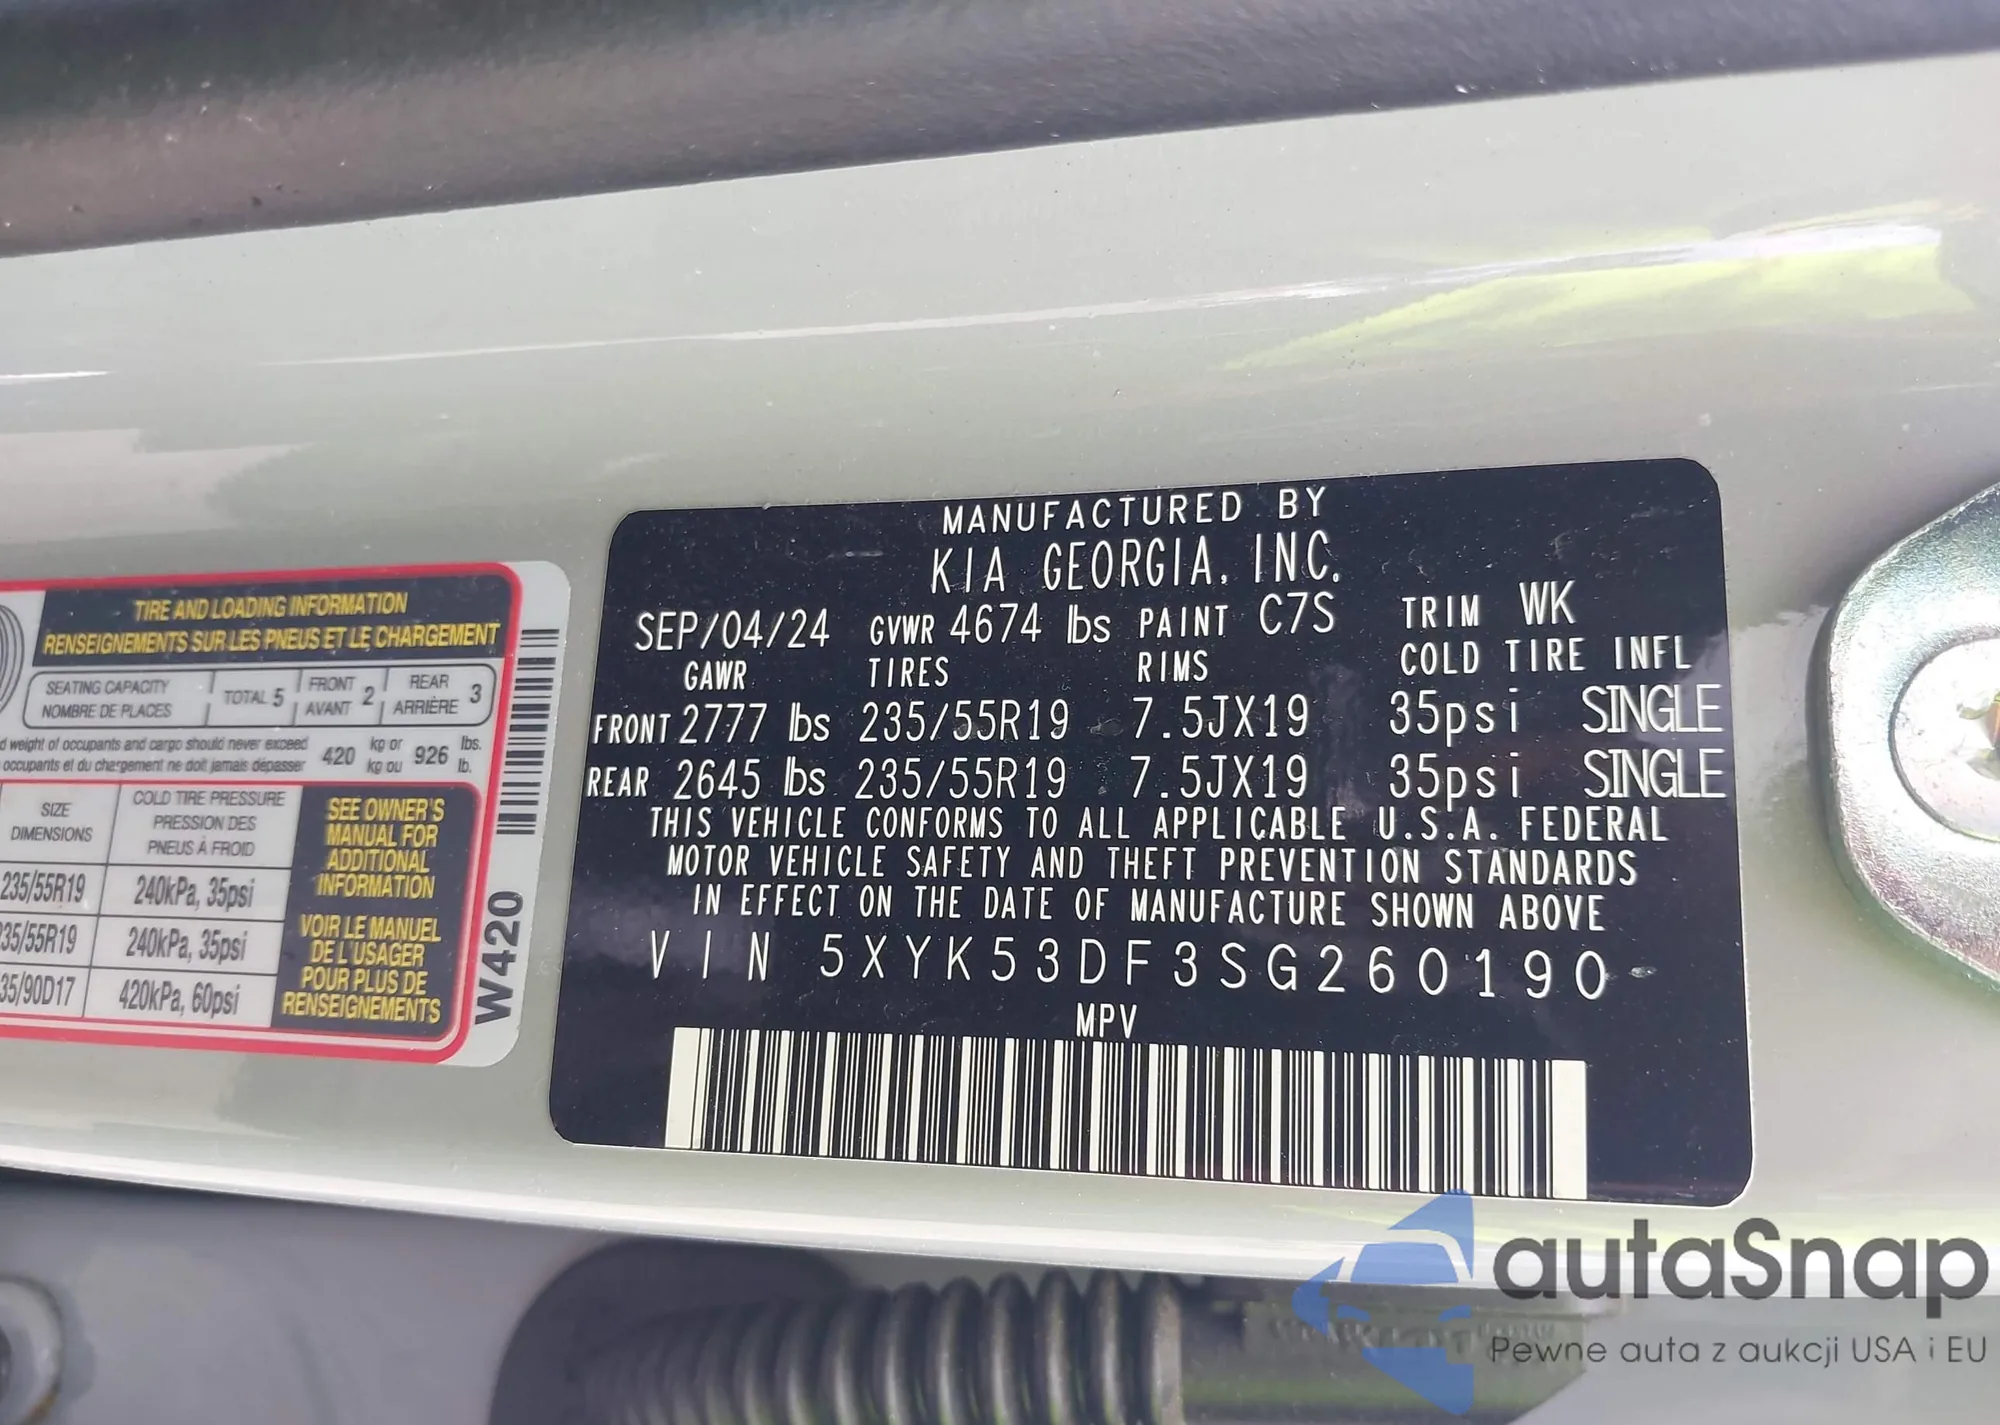 TIRE AND LOADING INFORMATION
RENSEIGNEMENTS SUR LES PNEUS ET LE CHARGEMENT
SEATING CAPACITY
NOMBRE DE PLACES
TOTAL 5
FRONT
AVANT
2
REAR
ARRIÈRE
3
weight of occupants and cargo should never exceed
occupants et du chargement ne doit jamais dépasser
420
kg or
kg ou
926
lbs.
lb.
SIZE
DIMENSIONS
COLD TIRE PRESSURE
PRESSION DES
PNEUS À FROID
235/55R19
240kPa, 35psi
35/55R19
240kPa, 35psi
35/90D17
420kPa, 60psi
SEE OWNER'S
MANUAL FOR
ADDITIONAL
INFORMATION
VOIR LE MANUEL
DE L'USAGER
POUR PLUS DE
RENSEIGNEMENTS
W420
MANUFACTURED BY
KIA GEORGIA, INC.
SEP/04/24 GVWR 4674 lbs PAINT C7S TRIM WK
GAWR TIRES RIMS COLD TIRE INFL
FRONT 2777 lbs 235/55R19 7.5JX19 35psi SINGLE
REAR 2645 lbs 235/55R19 7.5JX19 35psi SINGLE
THIS VEHICLE CONFORMS TO ALL APPLICABLE U.S.A. FEDERAL
MOTOR VEHICLE SAFETY AND THEFT PREVENTION STANDARDS
IN EFFECT ON THE DATE OF MANUFACTURE SHOWN ABOVE
VIN 5XYK53DF3SG260190
MPV
autaSnap
Pewne auta z aukcji USA i EU